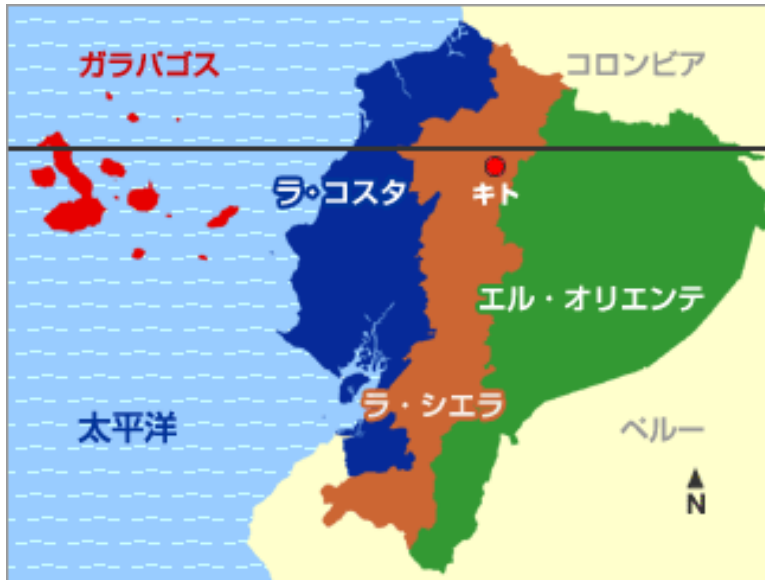 ガラパゴス
コロンビア
ラ・コスタ
キト
エル・オリエンテ
ラ・シエラ
太平洋
ペルー
N